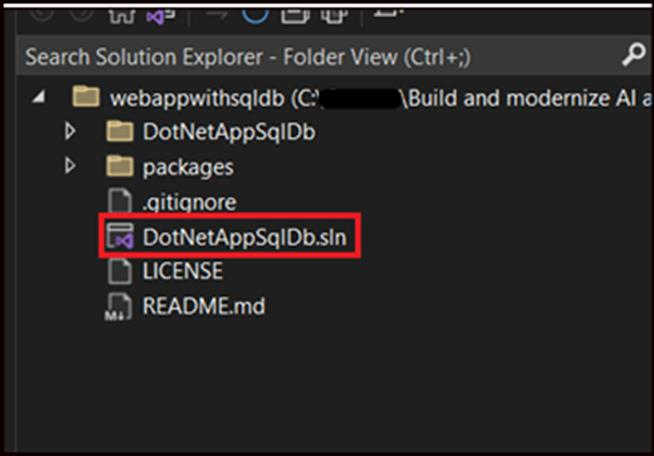 Search Solution Explorer - Folder View (Ctrl+;)
webappwithsqldb (C:\ \Build and modernize AI a
DotNetAppSqlDb
packages
.gitignore
DotNetAppSqlDb.sln
LICENSE
M↓ README.md